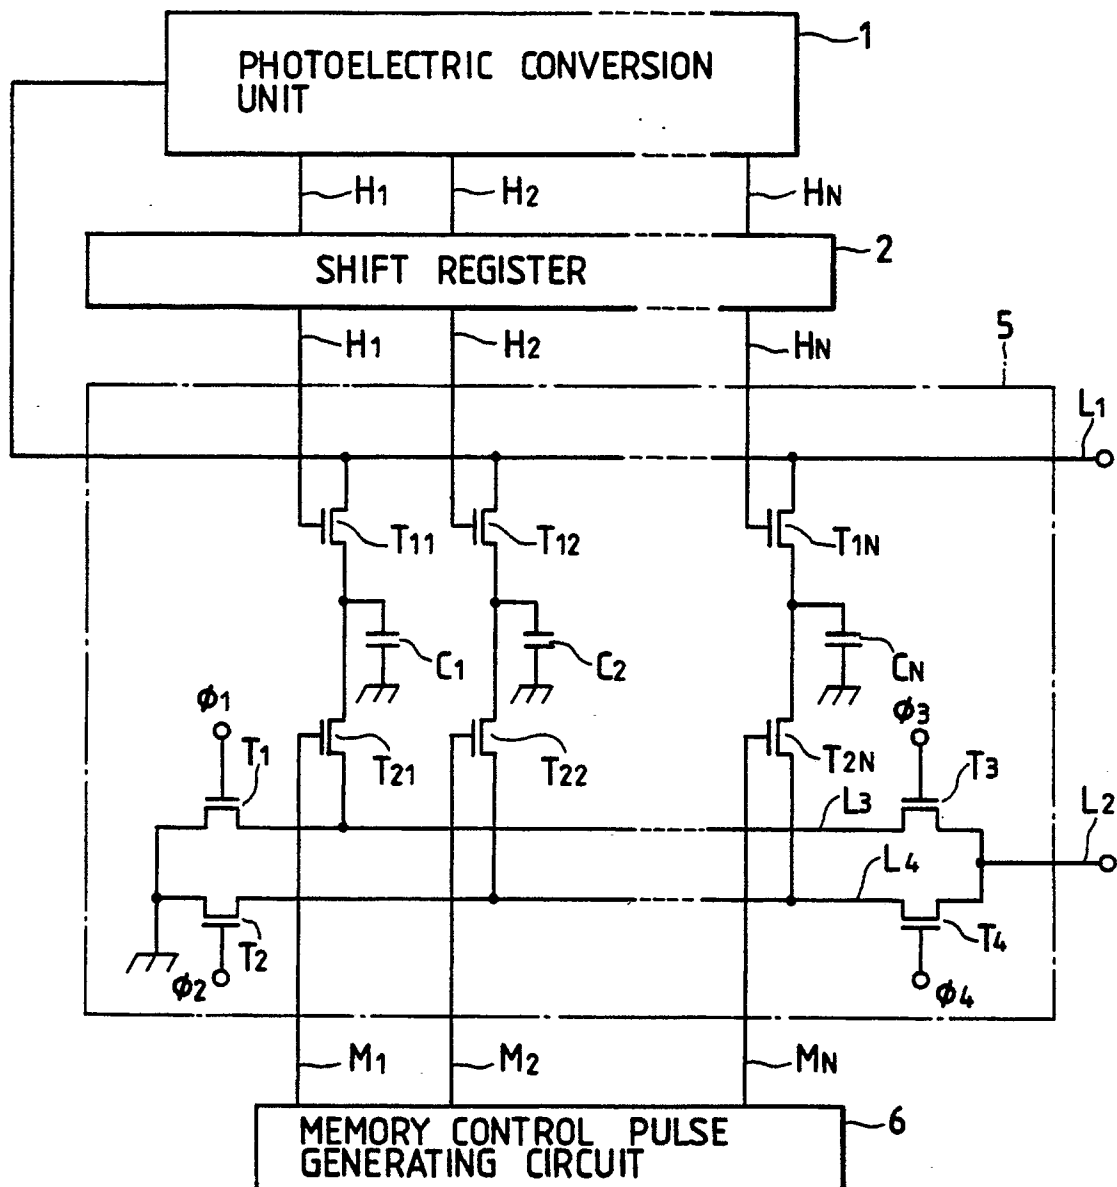 1
PHOTOELECTRIC CONVERSION
UNIT
H1
H2
HN
2
SHIFT REGISTER
H1
H2
HN
5
L1
T11
T12
T1N
C1
C2
CN
ϕ1
ϕ3
T1
T21
T22
T2N
T3
L3
L2
L4
T2
T4
ϕ2
ϕ4
M1
M2
MN
6
MEMORY CONTROL PULSE
GENERATING CIRCUIT